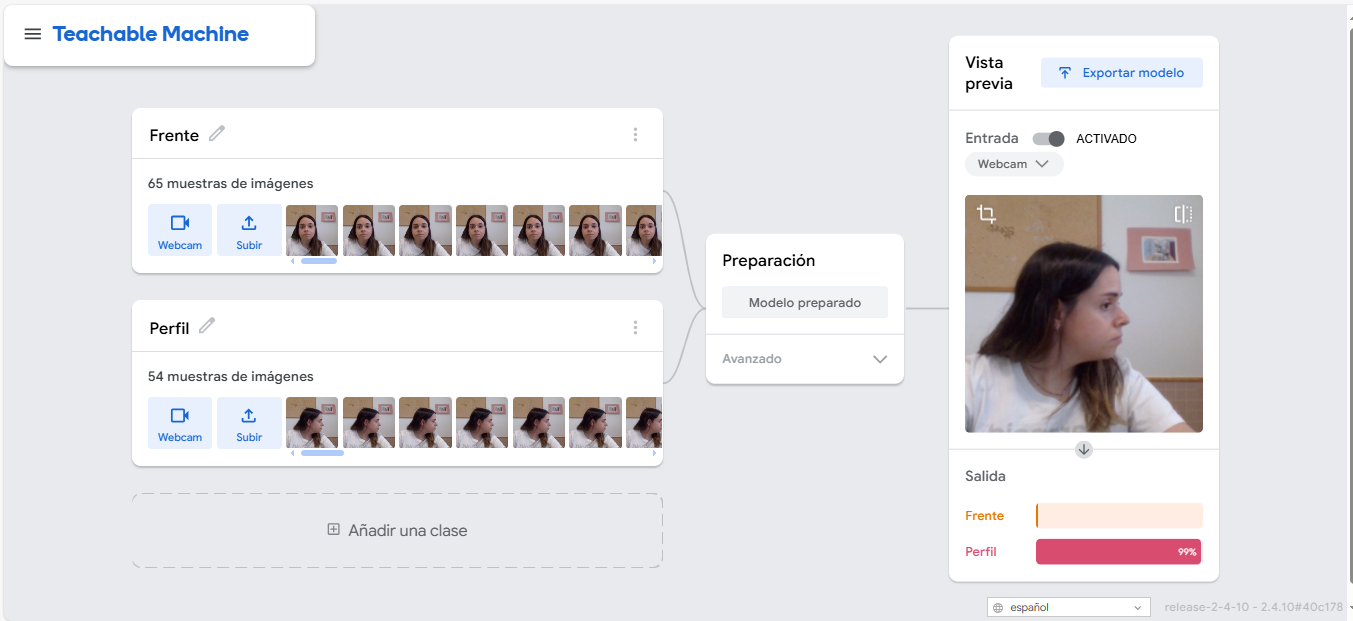 Teachable Machine
Frente
65 muestras de imágenes
Webcam
Subir
Perfil
54 muestras de imágenes
Webcam
Subir
Añadir una clase
Preparación
Modelo preparado
Avanzado
Vista
previa
Exportar modelo
Entrada
ACTIVADO
Webcam
Salida
Frente
Perfil
99%
español
release-2-4-10 - 2.4.10#40c178